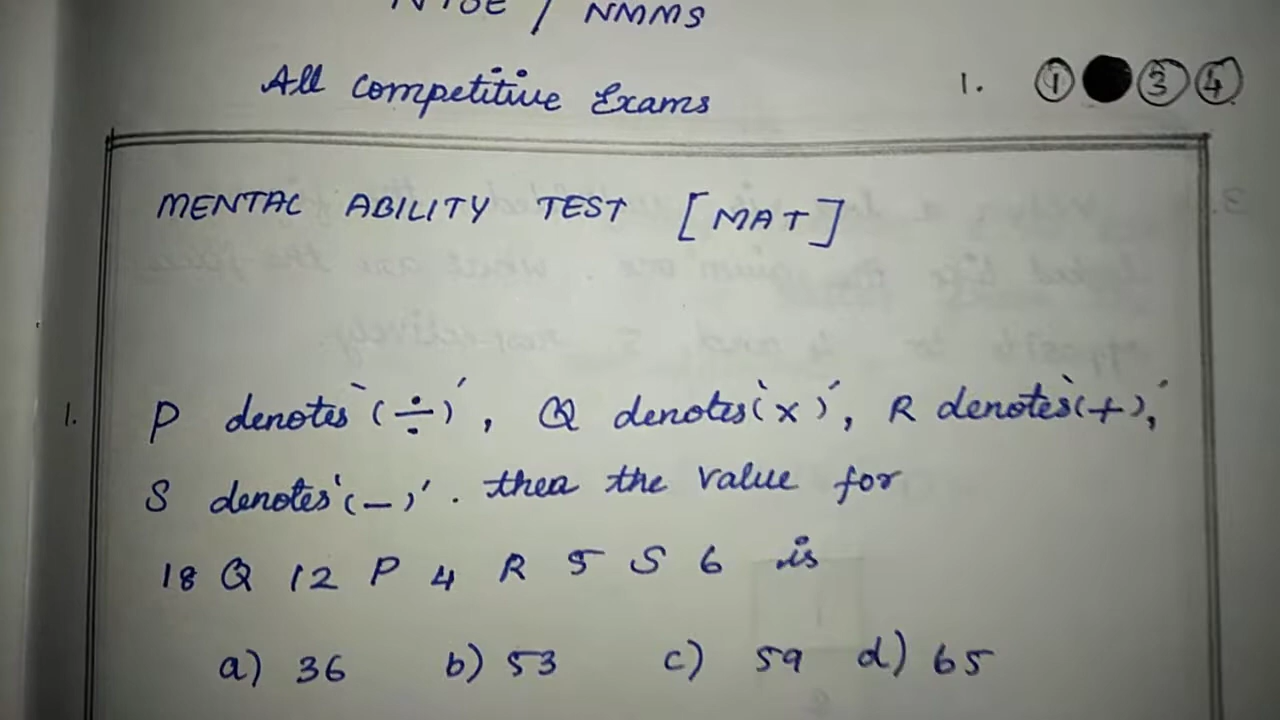 / NMMS
All Competitive Exams
1. ① ● ③ ④
MENTAL ABILITY TEST [MAT]
1. P denotes '(÷)', Q denotes '(×)', R denotes '(+)',
S denotes '(−)'. then the value for
18 Q 12 P 4 R 5 S 6 is
a) 36 b) 53 c) 59 d) 65